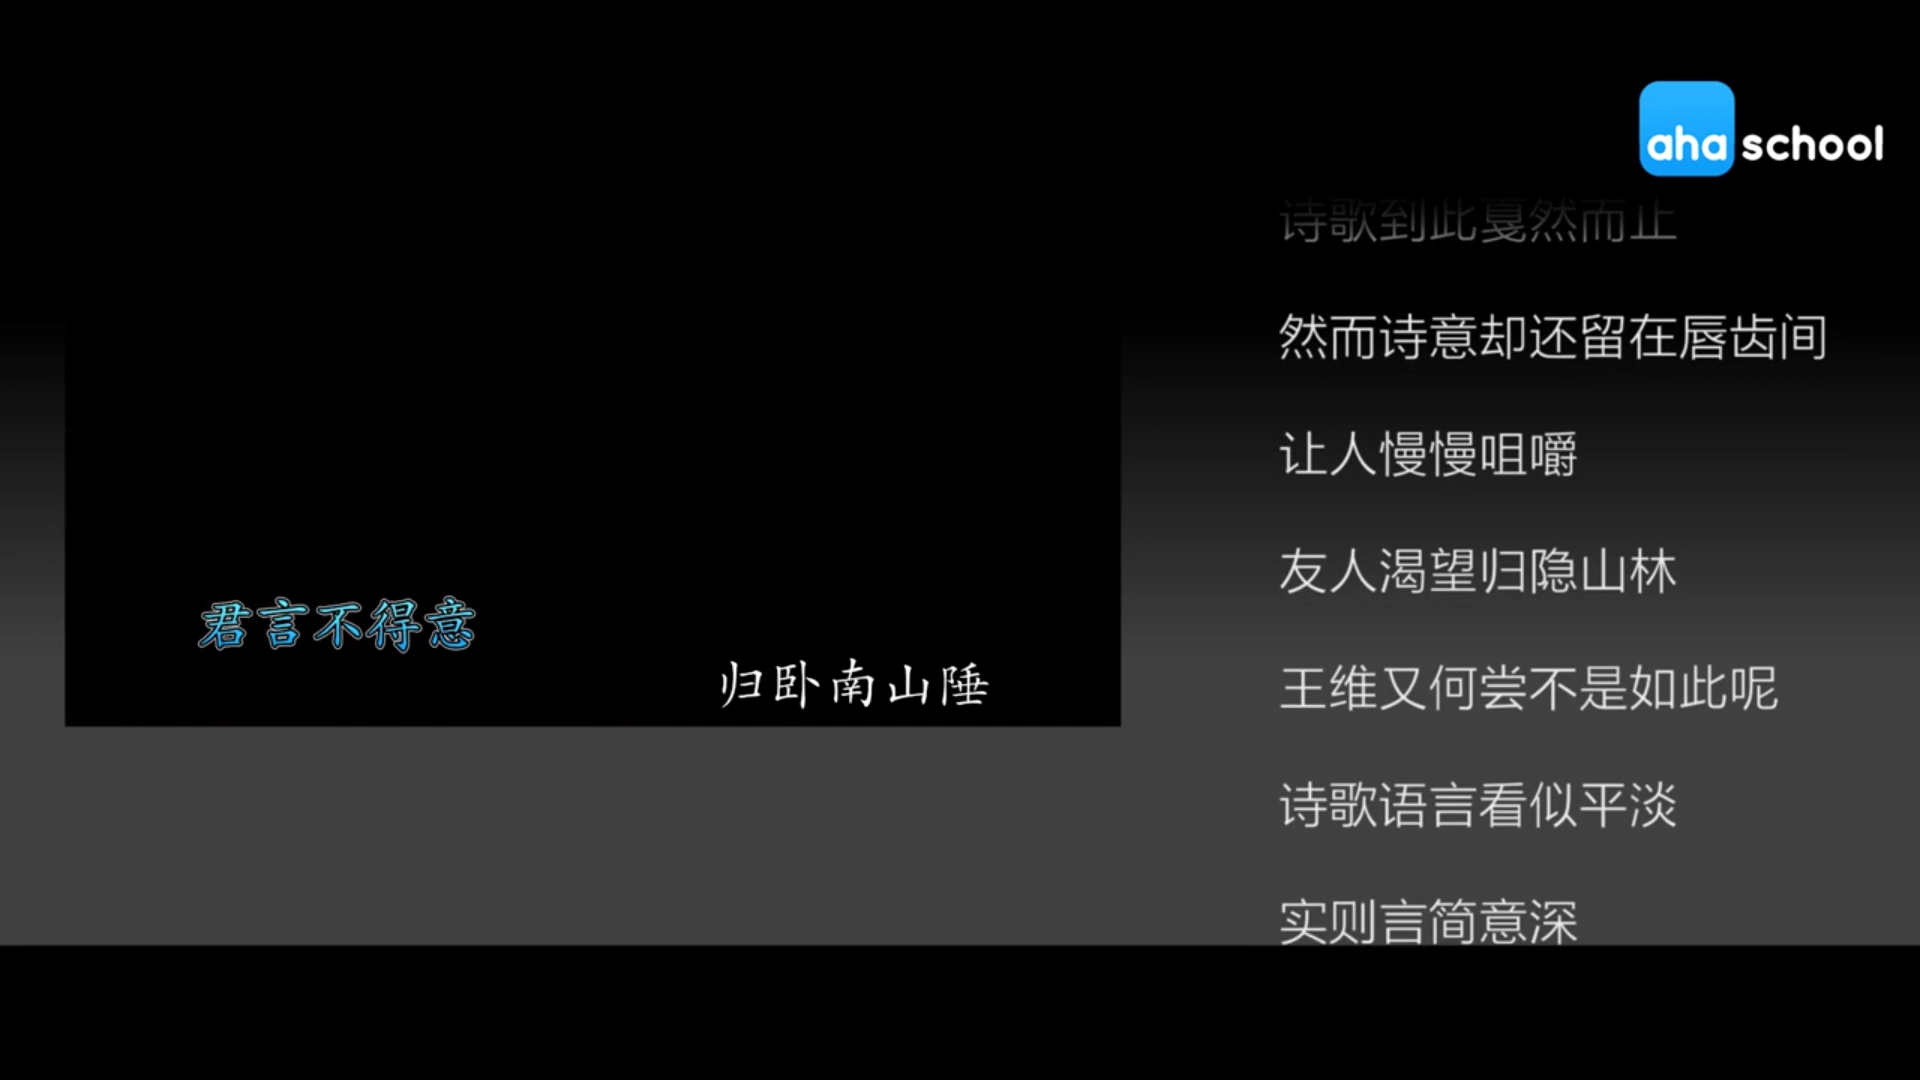 aha school
诗歌到此戛然而止
然而诗意却还留在唇齿间
让人慢慢咀嚼
友人渴望归隐山林
王维又何尝不是如此呢
诗歌语言看似平淡
实则言简意深
君言不得意
归卧南山陲